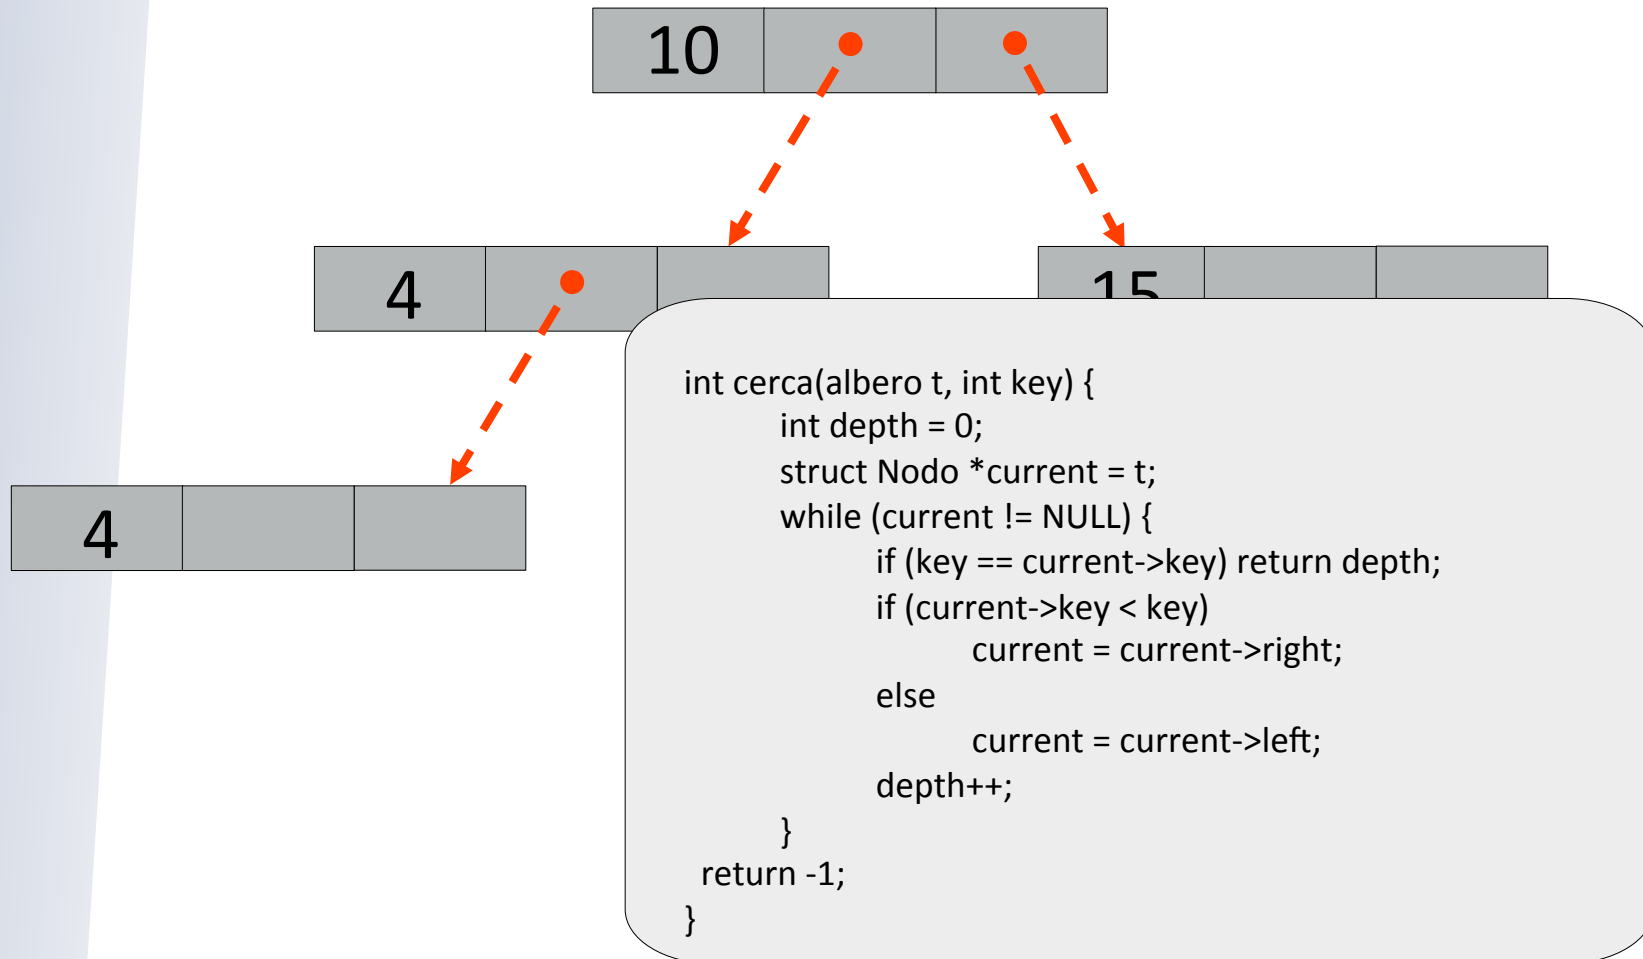 10
4
15
4
int cerca(albero t, int key) {
int depth = 0;
struct Nodo *current = t;
while (current != NULL) {
if (key == current->key) return depth;
if (current->key < key)
current = current->right;
else
current = current->left;
depth++;
}
return -1;
}